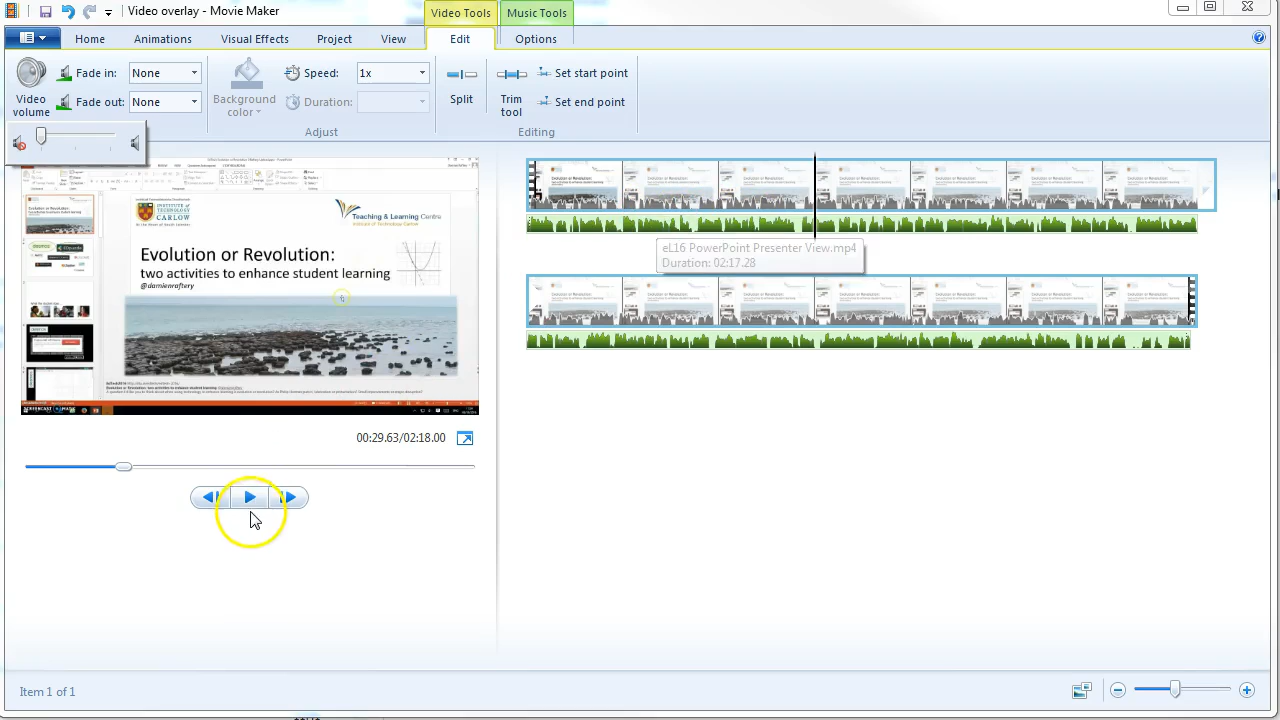 Video overlay - Movie Maker
Video Tools
Music Tools
Home
Animations
Visual Effects
Project
View
Edit
Options
Video
volume
Fade in:
None
Fade out:
None
Background
color
Speed:
1x
Duration:
Adjust
Split
Trim
tool
Set start point
Set end point
Editing
INSTITUTE of
TECHNOLOGY
CARLOW
Teaching & Learning Centre
Institute of Technology Carlow
Evolution or Revolution:
two activities to enhance student learning
@damienraftery
eL16 PowerPoint Presenter View.mp4
Duration: 02:17.28
00:29.63/02:18.00
Item 1 of 1